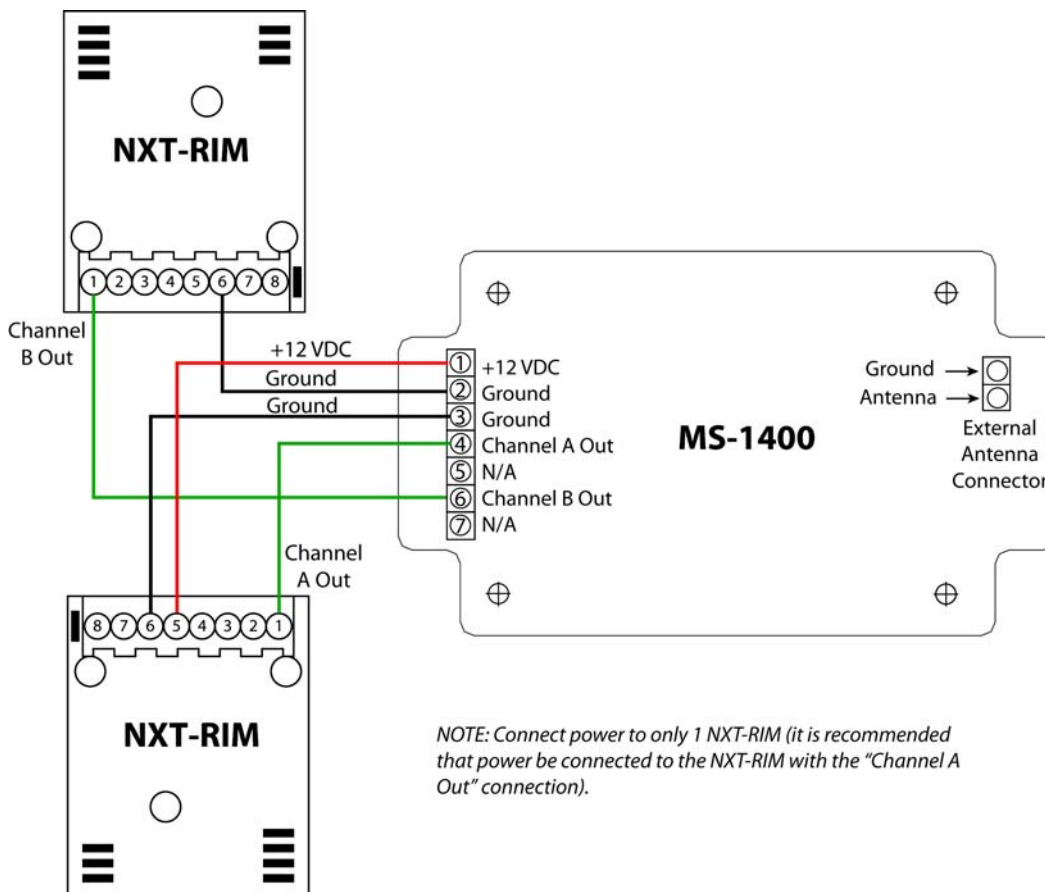 NXT-RIM
1 2 3 4 5 6 7 8
Channel
B Out
+12 VDC
Ground
Ground
1 +12 VDC
2 Ground
3 Ground
4 Channel A Out
5 N/A
6 Channel B Out
7 N/A
MS-1400
Ground
Antenna
External
Antenna
Connector
Channel
A Out
8 7 6 5 4 3 2 1
NXT-RIM
NOTE: Connect power to only 1 NXT-RIM (it is recommended
that power be connected to the NXT-RIM with the “Channel A
Out” connection).